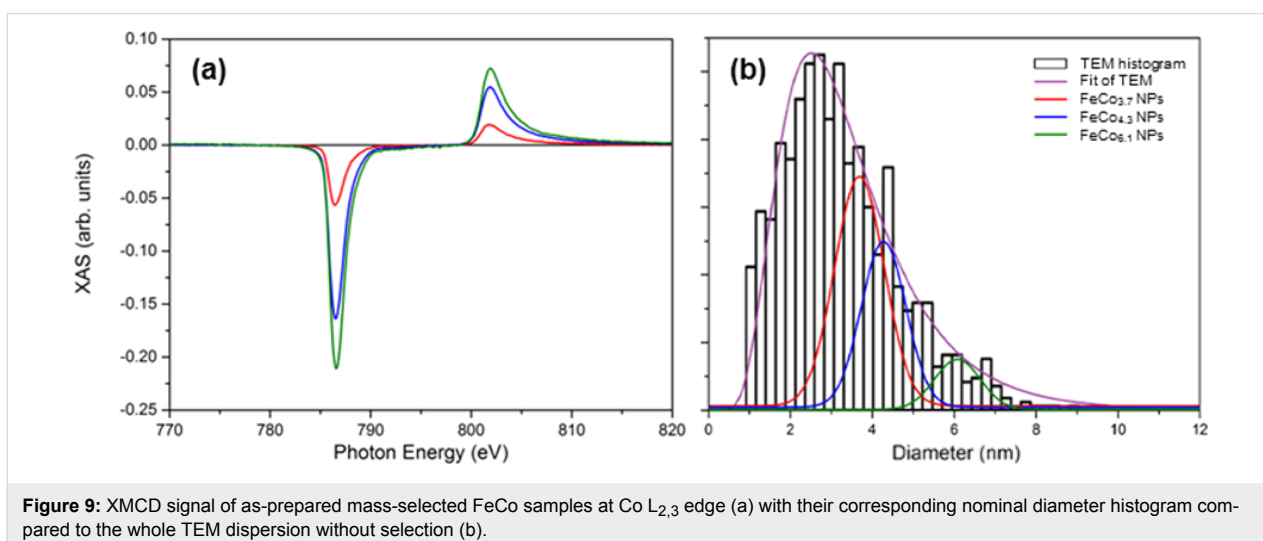 (a)
0.10
0.05
0.00
-0.05
-0.10
-0.15
-0.20
-0.25
XAS (arb. units)
770 780 790 800 810 820
Photon Energy (eV)
(b)
TEM histogram
Fit of TEM
FeCo3.7 NPs
FeCo4.3 NPs
FeCo6.1 NPs
0 2 4 6 8 10 12
Diameter (nm)
Figure 9: XMCD signal of as-prepared mass-selected FeCo samples at Co L2,3 edge (a) with their corresponding nominal diameter histogram com-
pared to the whole TEM dispersion without selection (b).